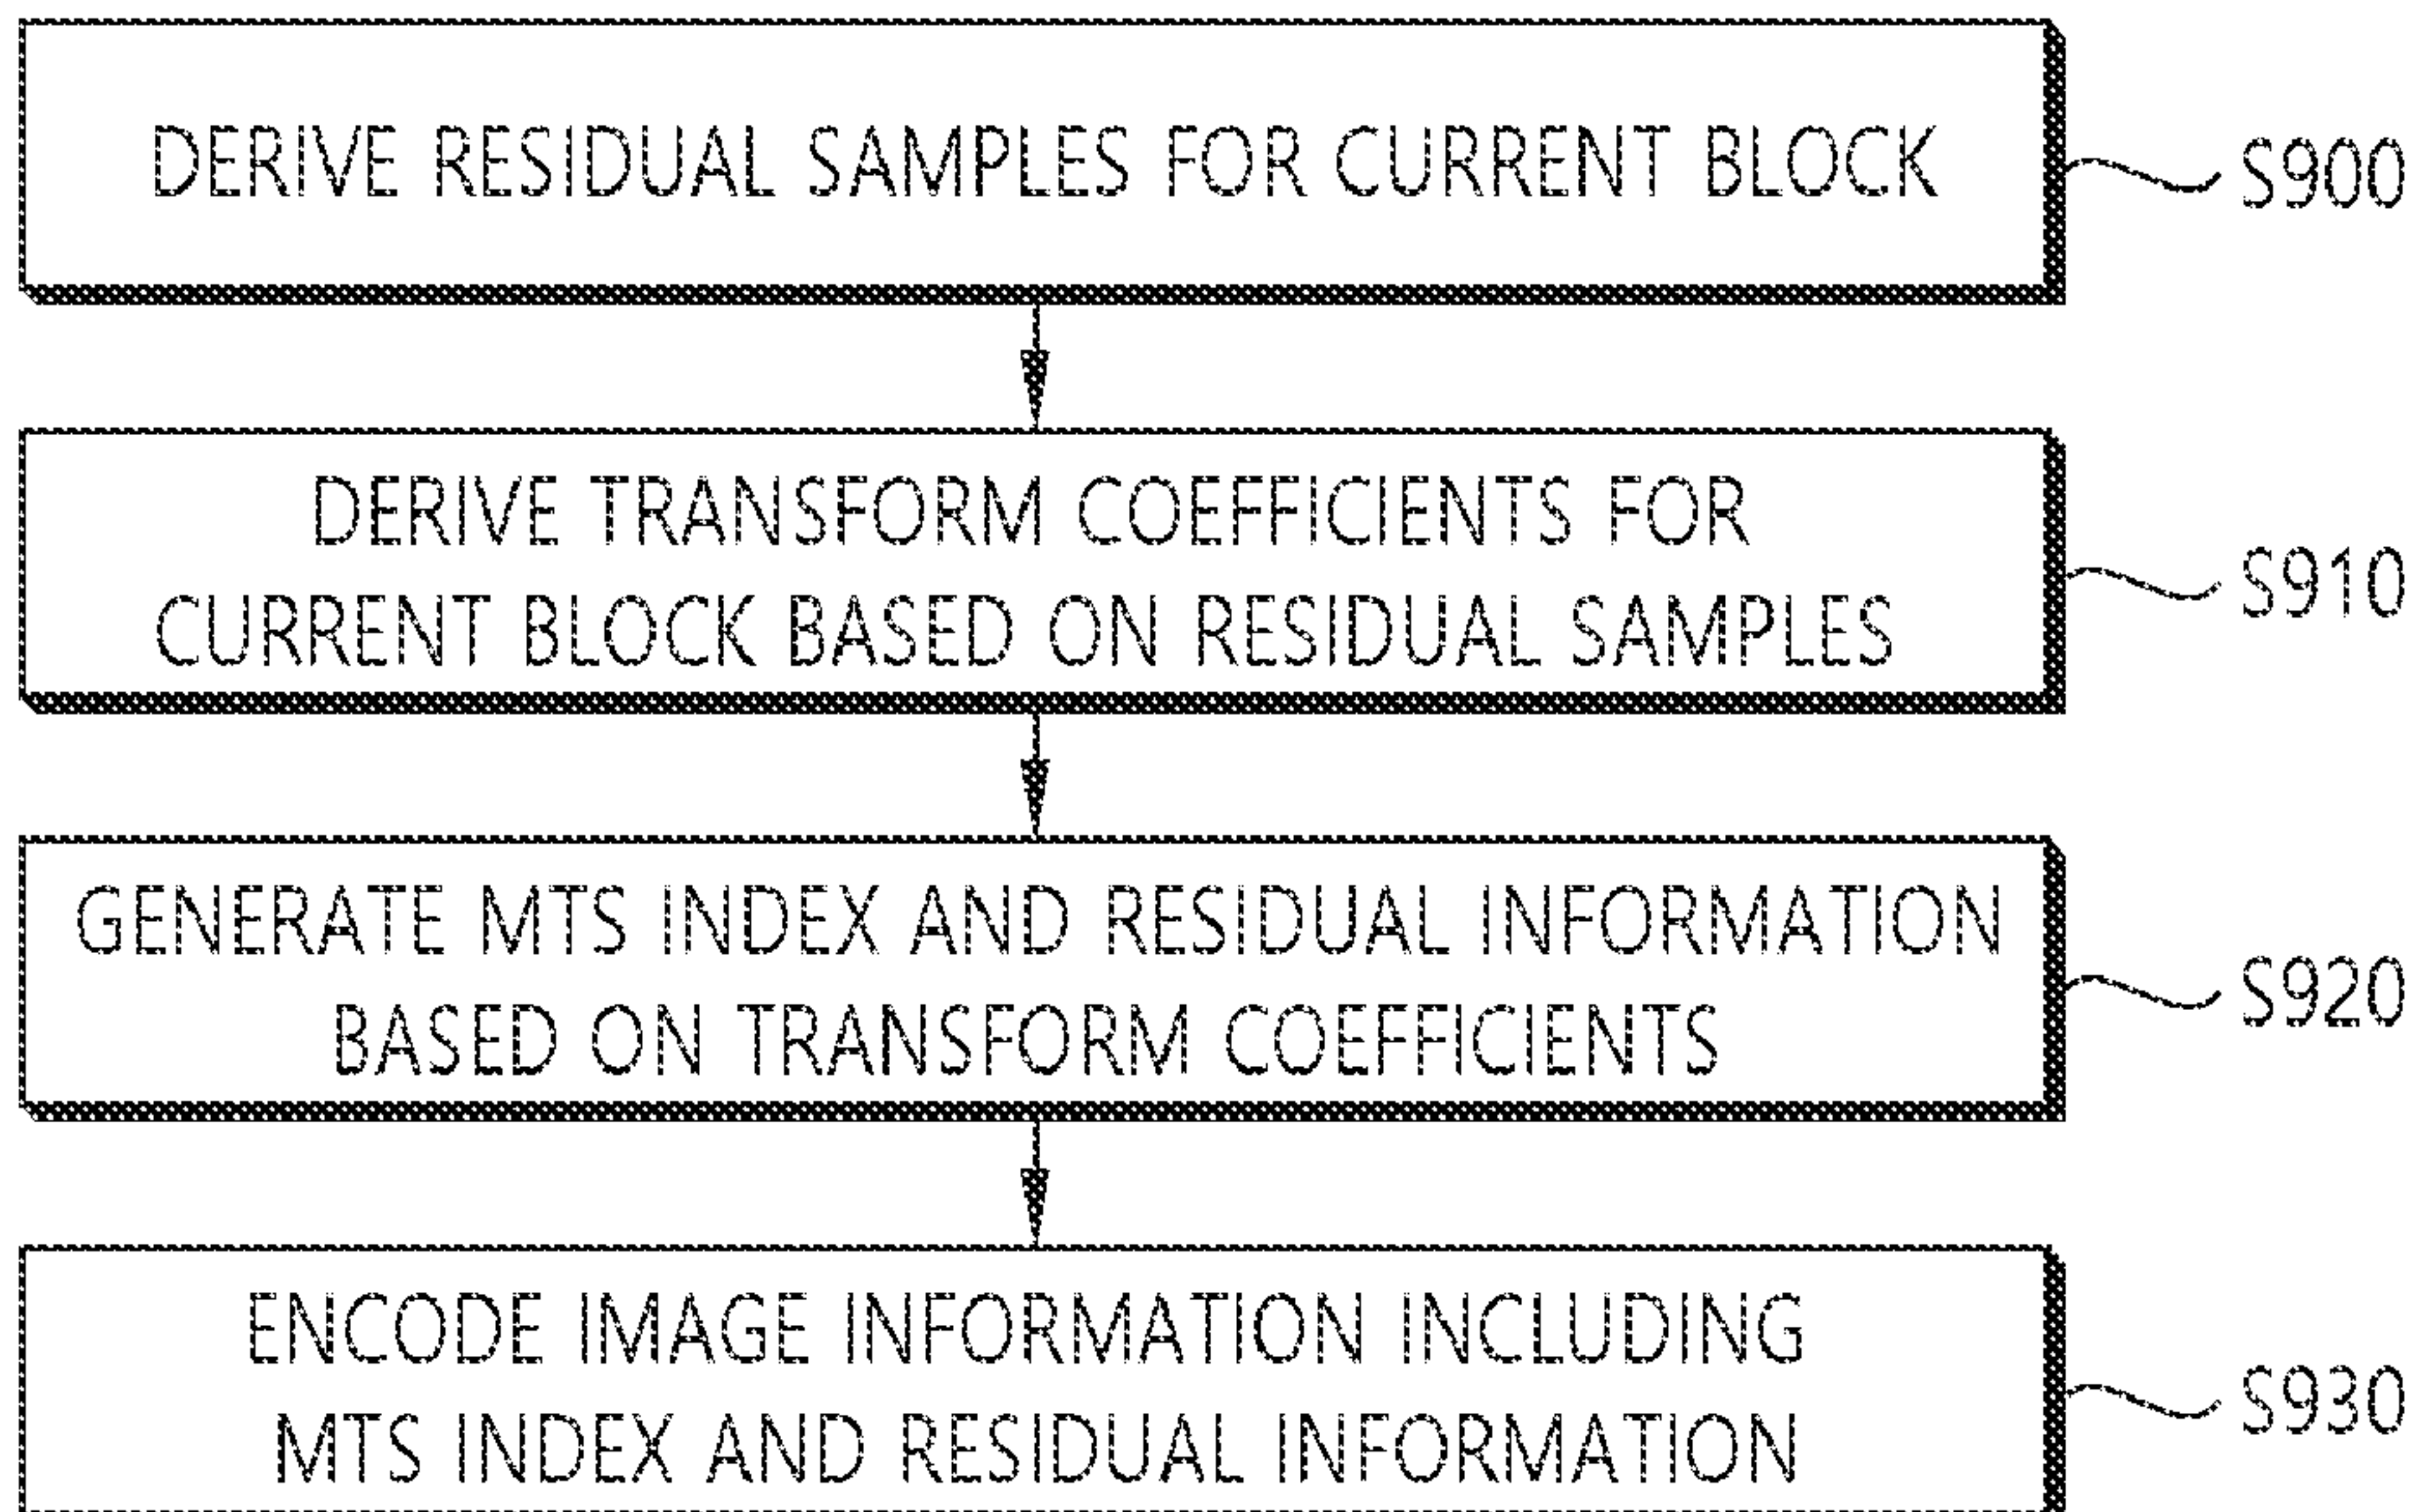 DERIVE RESIDUAL SAMPLES FOR CURRENT BLOCK
S900
DERIVE TRANSFORM COEFFICIENTS FOR
CURRENT BLOCK BASED ON RESIDUAL SAMPLES
S910
GENERATE MTS INDEX AND RESIDUAL INFORMATION
BASED ON TRANSFORM COEFFICIENTS
S920
ENCODE IMAGE INFORMATION INCLUDING
MTS INDEX AND RESIDUAL INFORMATION
S930